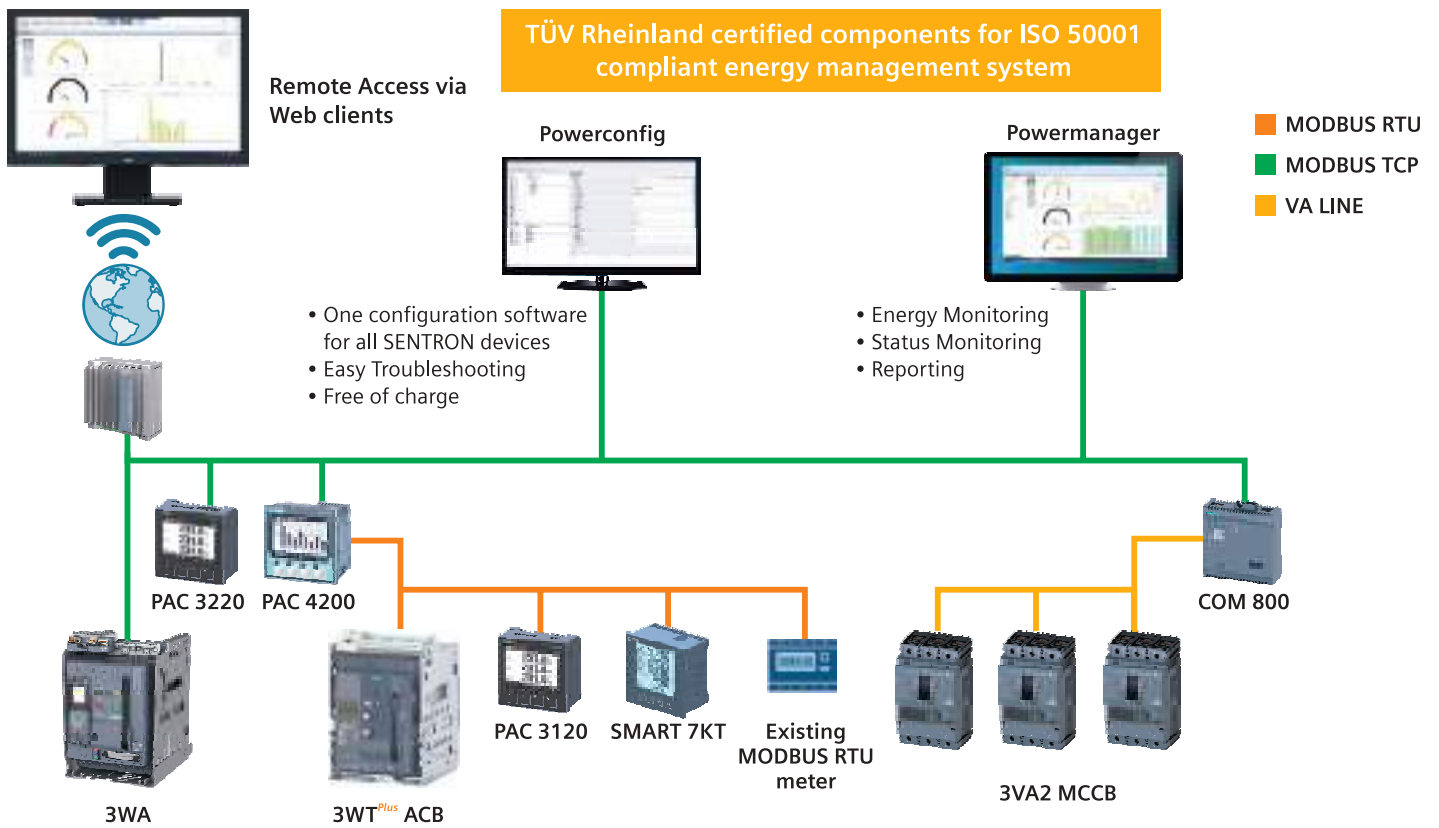 TÜV Rheinland certified components for ISO 50001
compliant energy management system
Remote Access via
Web clients
Powerconfig
Powermanager
MODBUS RTU
MODBUS TCP
VA LINE
• One configuration software
for all SENTRON devices
• Easy Troubleshooting
• Free of charge
• Energy Monitoring
• Status Monitoring
• Reporting
PAC 3220
PAC 4200
COM 800
PAC 3120
SMART 7KT
Existing
MODBUS RTU
meter
3WA
3WTPlus ACB
3VA2 MCCB